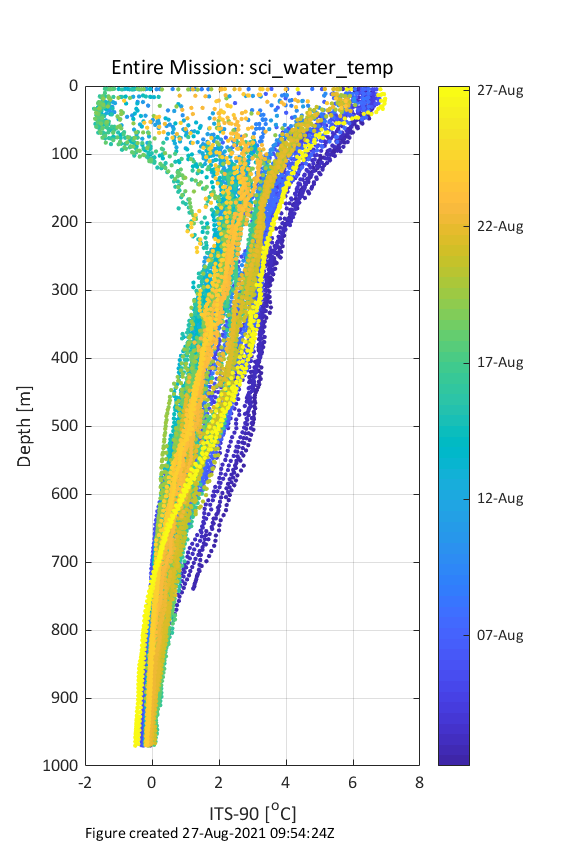 Entire Mission: sci_water_temp
0
100
200
300
400
500
600
700
800
900
1000
Depth [m]
-2 0 2 4 6 8
ITS-90 [°C]
27-Aug
22-Aug
17-Aug
12-Aug
07-Aug
Figure created 27-Aug-2021 09:54:24Z